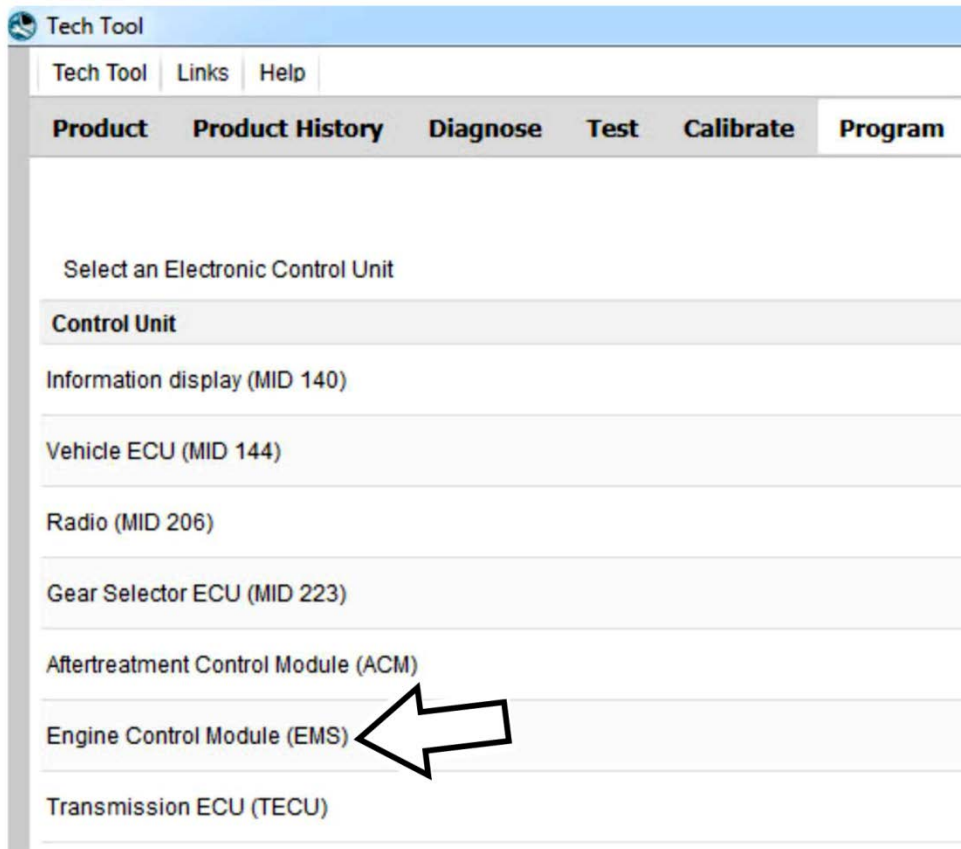 Tech Tool
Tech Tool Links Help
Product Product History Diagnose Test Calibrate Program
Select an Electronic Control Unit
Control Unit
Information display (MID 140)
Vehicle ECU (MID 144)
Radio (MID 206)
Gear Selector ECU (MID 223)
Aftertreatment Control Module (ACM)
Engine Control Module (EMS)
Transmission ECU (TECU)